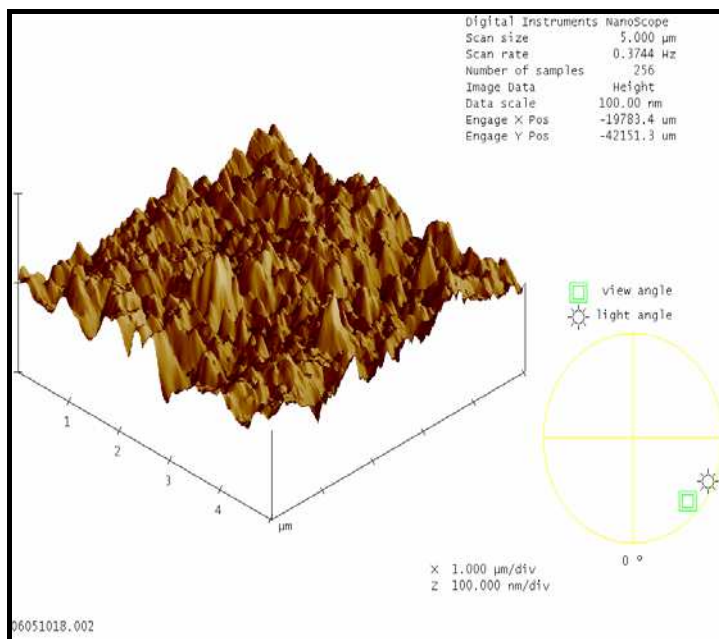 Digital Instruments NanoScope
Scan size 5.000 µm
Scan rate 0.3744 Hz
Number of samples 256
Image Data Height
Data scale 100.00 nm
Engage X Pos -19783.4 um
Engage Y Pos -42151.3 um
view angle
light angle
1
2
3
4
µm
0 º
X 1.000 µm/div
Z 100.000 nm/div
06051018.002